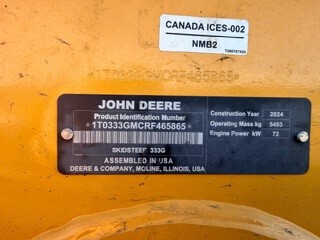 CANADA ICES-002
NMB2
1T0333GMCRF465865
JOHN DEERE
Product Identification Number
*1T0333GMCRF465865*
SKIDSTEER 333G
ASSEMBLED IN USA
DEERE & COMPANY, MOLINE, ILLINOIS, USA
Construction Year 2024
Operating Mass kg 5493
Engine Power kW 72